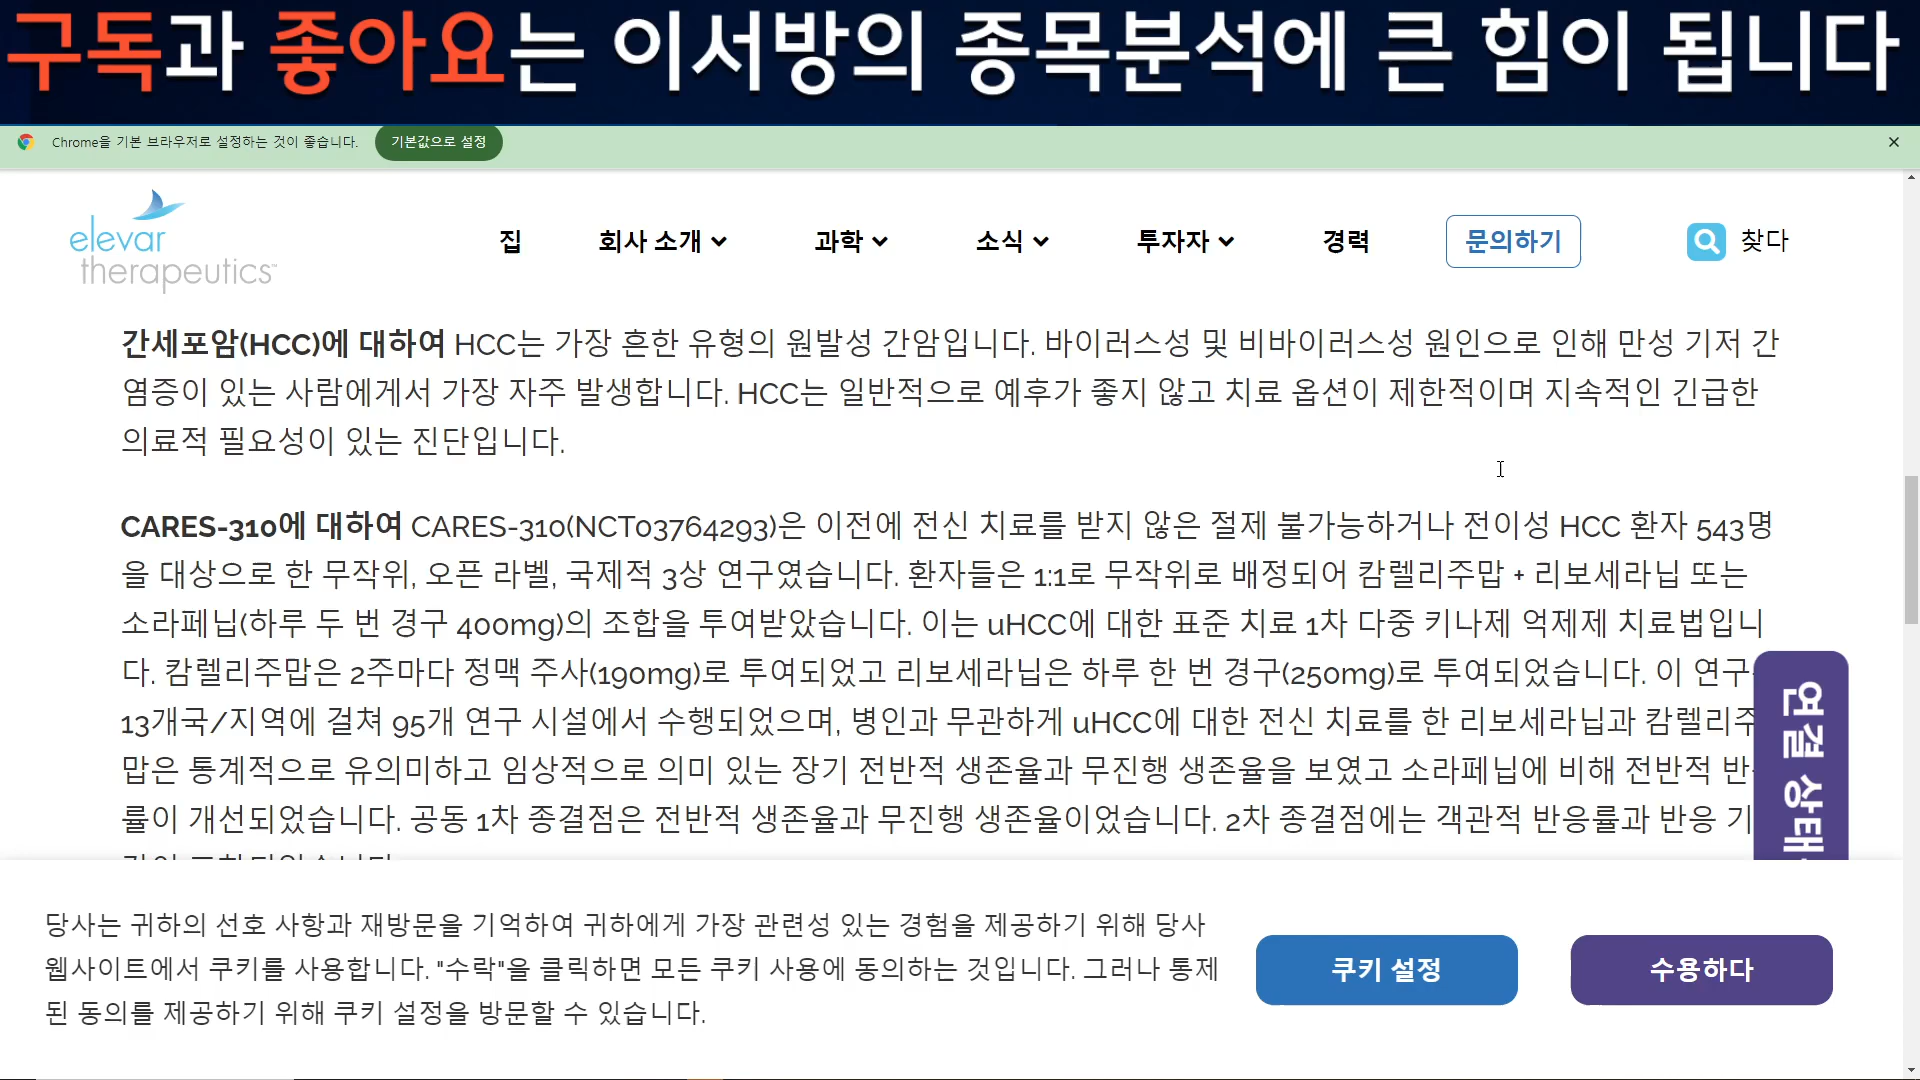 구독과 좋아요는 이서방의 종목분석에 큰 힘이 됩니다
Chrome을 기본 브라우저로 설정하는 것이 좋습니다. 기본값으로 설정
elevar
therapeutics™
집 회사 소개 과학 소식 투자자 경력 문의하기 찾다
간세포암(HCC)에 대하여 HCC는 가장 흔한 유형의 원발성 간암입니다. 바이러스성 및 비바이러스성 원인으로 인해 만성 기저 간
염증이 있는 사람에게서 가장 자주 발생합니다. HCC는 일반적으로 예후가 좋지 않고 치료 옵션이 제한적이며 지속적인 긴급한
의료적 필요성이 있는 진단입니다.
CARES-310에 대하여 CARES-310(NCT03764293)은 이전에 전신 치료를 받지 않은 절제 불가능하거나 전이성 HCC 환자 543명
을 대상으로 한 무작위, 오픈 라벨, 국제적 3상 연구였습니다. 환자들은 1:1로 무작위로 배정되어 캄렐리주맙 + 리보세라닙 또는
소라페닙(하루 두 번 경구 400mg)의 조합을 투여받았습니다. 이는 uHCC에 대한 표준 치료 1차 다중 키나제 억제제 치료법입니
다. 캄렐리주맙은 2주마다 정맥 주사(190mg)로 투여되었고 리보세라닙은 하루 한 번 경구(250mg)로 투여되었습니다. 이 연구
13개국/지역에 걸쳐 95개 연구 시설에서 수행되었으며, 병인과 무관하게 uHCC에 대한 전신 치료를 한 리보세라닙과 캄렐리주
맙은 통계적으로 유의미하고 임상적으로 의미 있는 장기 전반적 생존율과 무진행 생존율을 보였고 소라페닙에 비해 전반적 반
률이 개선되었습니다. 공동 1차 종결점은 전반적 생존율과 무진행 생존율이었습니다. 2차 종결점에는 객관적 반응률과 반응 기
연결 상태
당사는 귀하의 선호 사항과 재방문을 기억하여 귀하에게 가장 관련성 있는 경험을 제공하기 위해 당사
웹사이트에서 쿠키를 사용합니다. "수락"을 클릭하면 모든 쿠키 사용에 동의하는 것입니다. 그러나 통제
된 동의를 제공하기 위해 쿠키 설정을 방문할 수 있습니다.
쿠키 설정 수용하다